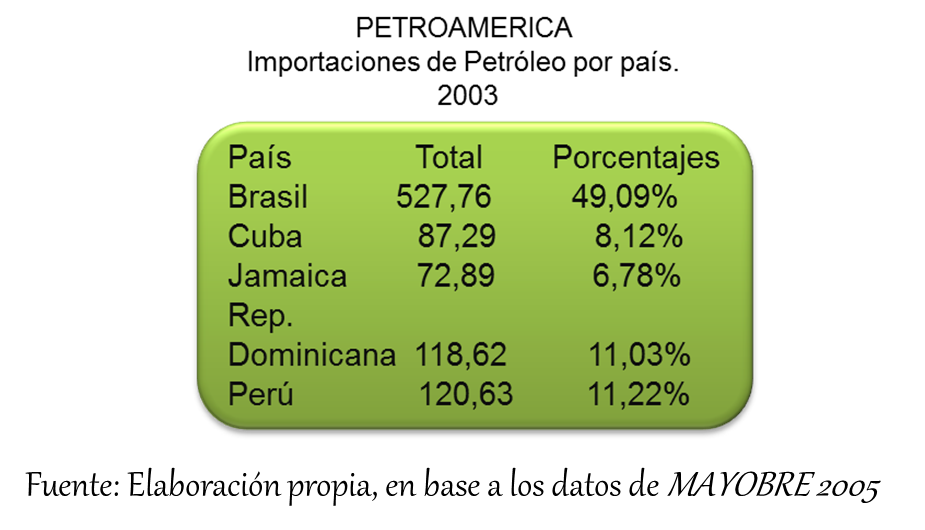 PETROAMERICA
Importaciones de Petróleo por país.
2003
País Total Porcentajes
Brasil 527,76 49,09%
Cuba 87,29 8,12%
Jamaica 72,89 6,78%
Rep.
Dominicana 118,62 11,03%
Perú 120,63 11,22%
Fuente: Elaboración propia, en base a los datos de MAYOBRE 2005